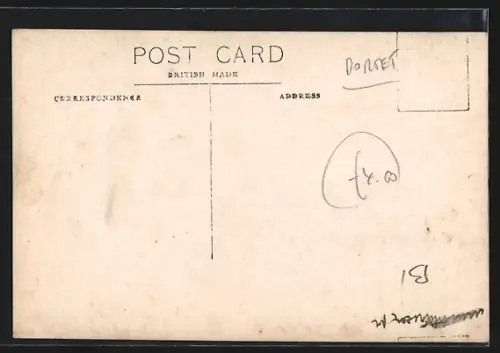 POST CARD
BRITISH MADE
CORRESPONDENCE
ADDRESS
DORSET
£4.00
B1